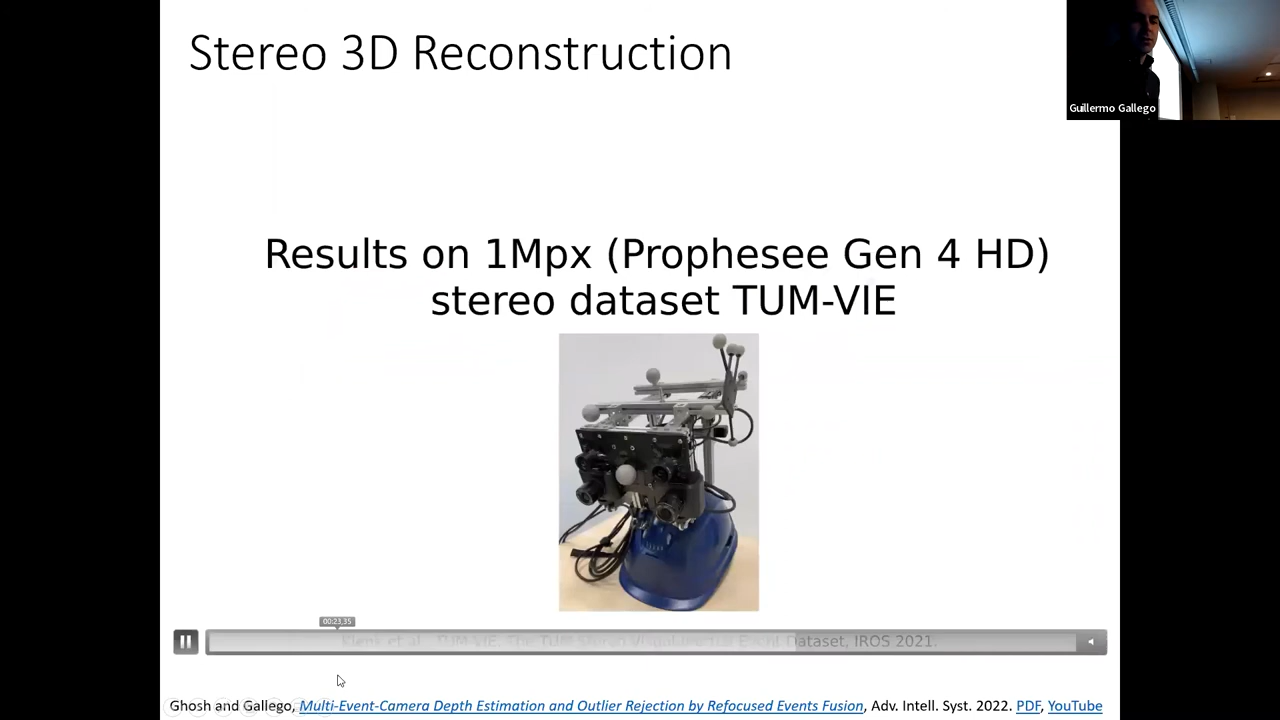 Stereo 3D Reconstruction
Guillermo Gallego
Results on 1Mpx (Prophesee Gen 4 HD)
stereo dataset TUM-VIE
00:23,35
Klenk et al., TUM-VIE: The TUM Stereo Visual-Inertial Event Dataset, IROS 2021.
Ghosh and Gallego, Multi-Event-Camera Depth Estimation and Outlier Rejection by Refocused Events Fusion, Adv. Intell. Syst. 2022. PDF, YouTube